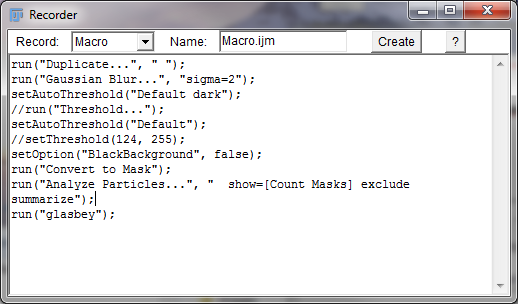 Recorder
Record: Macro Name: Macro.ijm Create ?
run("Duplicate...", " ");
run("Gaussian Blur...", "sigma=2");
setAutoThreshold("Default dark");
//run("Threshold...");
setAutoThreshold("Default");
//setThreshold(124, 255);
setOption("BlackBackground", false);
run("Convert to Mask");
run("Analyze Particles...", "  show=[Count Masks] exclude
summarize");
run("glasbey");